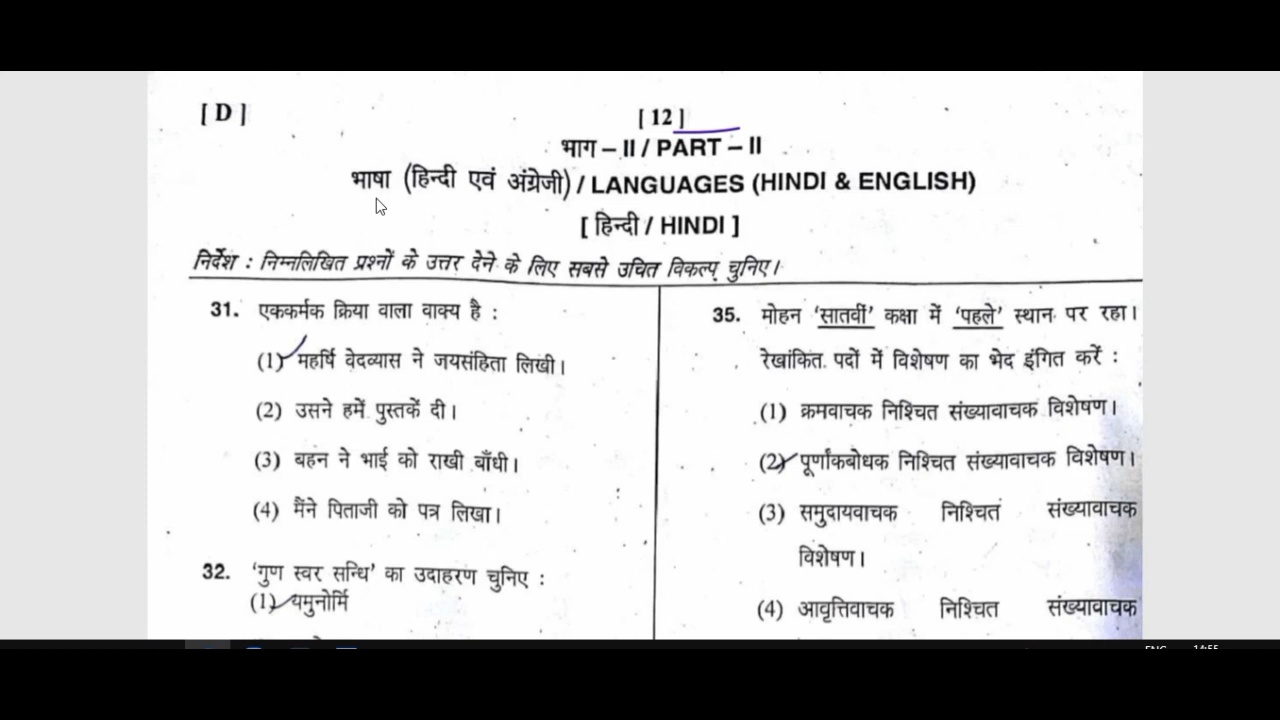 [ D ]
[ 12 ]
भाग – II / PART – II
भाषा (हिन्दी एवं अंग्रेजी) / LANGUAGES (HINDI & ENGLISH)
[ हिन्दी / HINDI ]
निर्देश : निम्नलिखित प्रश्नों के उत्तर देने के लिए सबसे उचित विकल्प चुनिए।
31. एककर्मक क्रिया वाला वाक्य है :
(1) महर्षि वेदव्यास ने जयसंहिता लिखी।
(2) उसने हमें पुस्तकें दी।
(3) बहन ने भाई को राखी बाँधी।
(4) मैंने पिताजी को पत्र लिखा।
32. 'गुण स्वर सन्धि' का उदाहरण चुनिए :
(1) यमुनोर्मि
35. मोहन 'सातवीं' कक्षा में 'पहले' स्थान पर रहा।
रेखांकित पदों में विशेषण का भेद इंगित करें :
(1) क्रमवाचक निश्चित संख्यावाचक विशेषण।
(2) पूर्णांकबोधक निश्चित संख्यावाचक विशेषण।
(3) समुदायवाचक निश्चित संख्यावाचक
विशेषण।
(4) आवृत्तिवाचक निश्चित संख्यावाचक